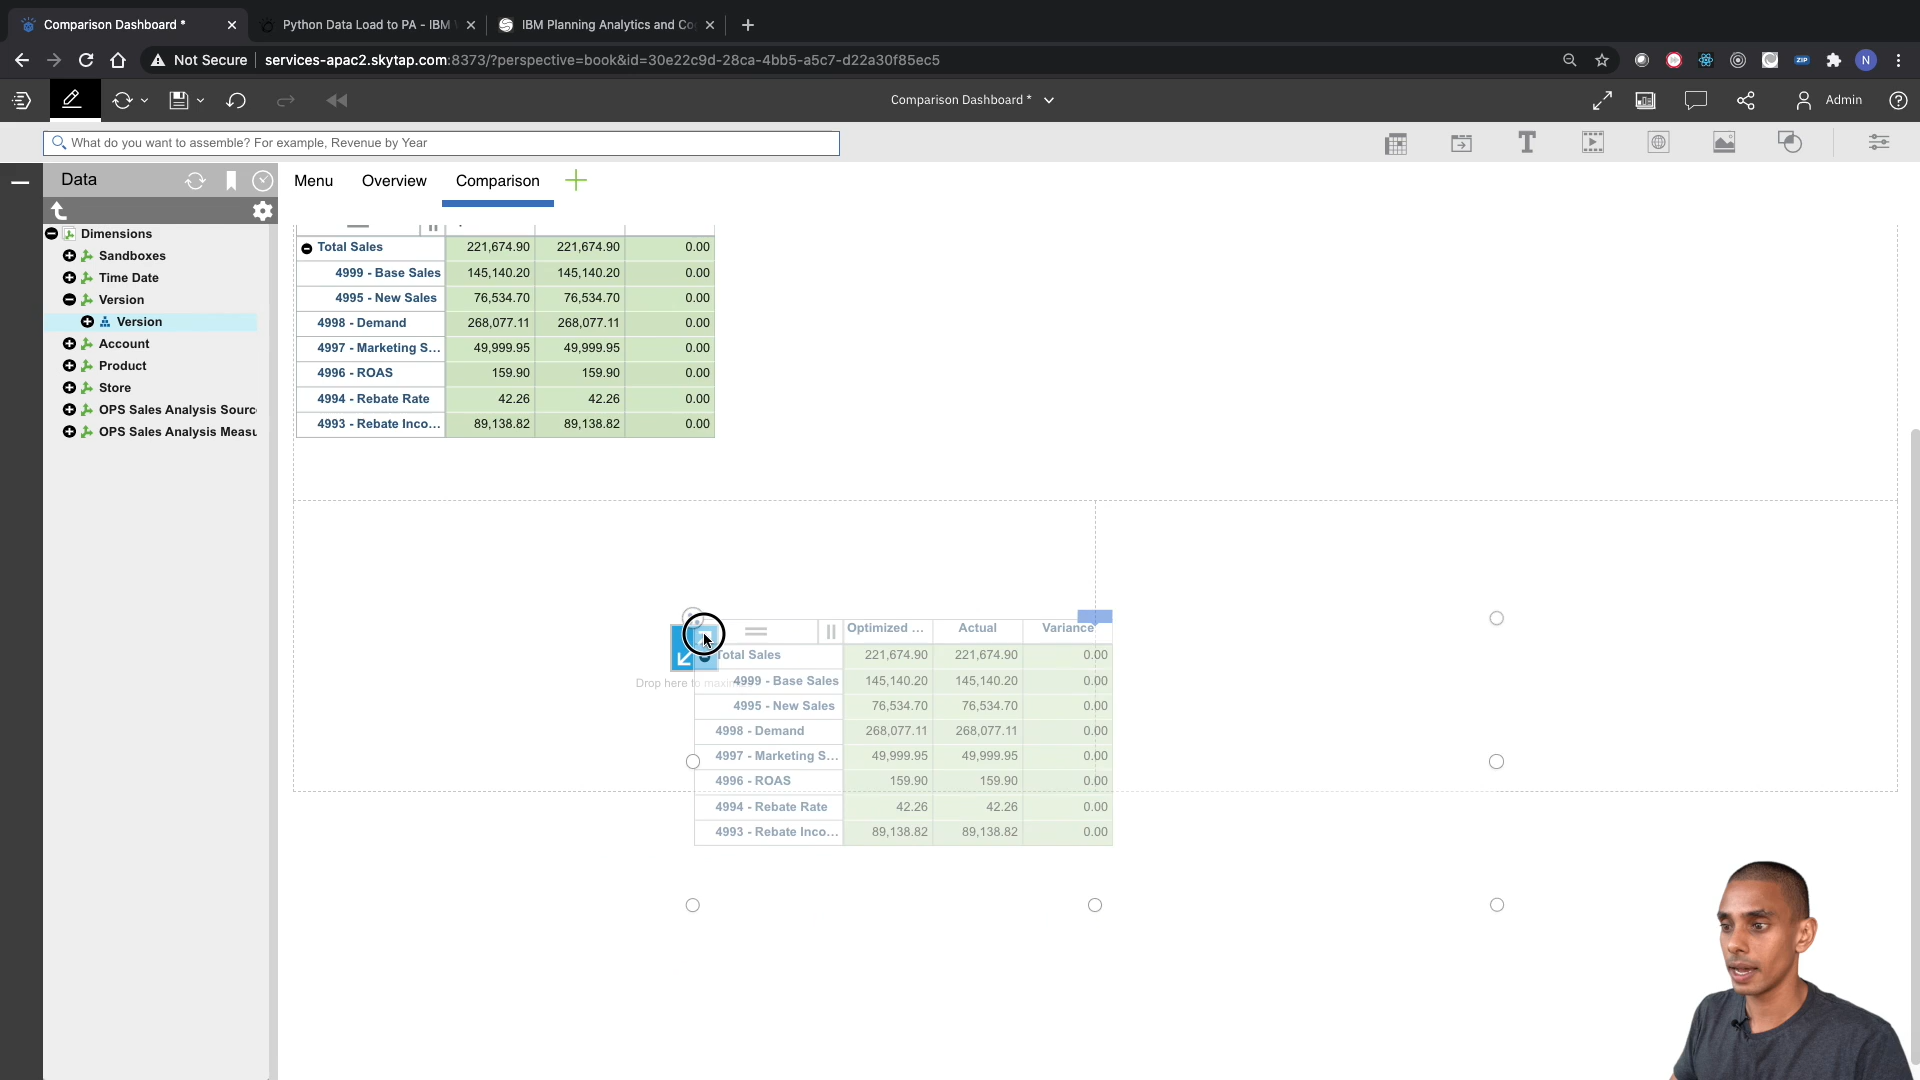 Comparison Dashboard *
Python Data Load to PA - IBM
IBM Planning Analytics and Co
Not Secure
services-apac2.skytap.com:8373/?perspective=book&id=30e22c9d-28ca-4bb5-a5c7-d22a30f85ec5
ZIP
N
Comparison Dashboard *
Admin
What do you want to assemble? For example, Revenue by Year
Data
Menu
Overview
Comparison
Dimensions
Sandboxes
Time Date
Version
Version
Account
Product
Store
OPS Sales Analysis Sourc
OPS Sales Analysis Measu
Total Sales 221,674.90 221,674.90 0.00
4999 - Base Sales 145,140.20 145,140.20 0.00
4995 - New Sales 76,534.70 76,534.70 0.00
4998 - Demand 268,077.11 268,077.11 0.00
4997 - Marketing S... 49,999.95 49,999.95 0.00
4996 - ROAS 159.90 159.90 0.00
4994 - Rebate Rate 42.26 42.26 0.00
4993 - Rebate Inco... 89,138.82 89,138.82 0.00
Optimized ... Actual Variance
Total Sales 221,674.90 221,674.90 0.00
Drop here to maxi
4999 - Base Sales 145,140.20 145,140.20 0.00
4995 - New Sales 76,534.70 76,534.70 0.00
4998 - Demand 268,077.11 268,077.11 0.00
4997 - Marketing S... 49,999.95 49,999.95 0.00
4996 - ROAS 159.90 159.90 0.00
4994 - Rebate Rate 42.26 42.26 0.00
4993 - Rebate Inco... 89,138.82 89,138.82 0.00